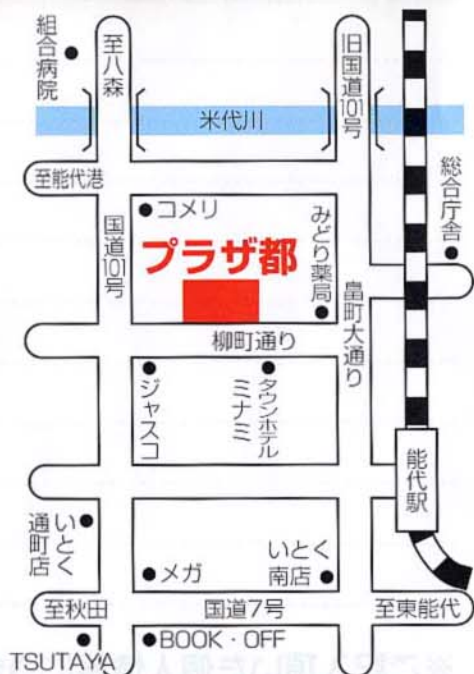 組合病院
至八森
旧国道101号
米代川
至能代港
総合庁舎
国道101号
コメリ
みどり薬局
プラザ都
畠町大通り
柳町通り
ジャスコ
タウンホテル
ミナミ
能代駅
いとく
通町店
メガ
いとく
南店
至秋田
国道7号
至東能代
TSUTAYA
BOOK・OFF